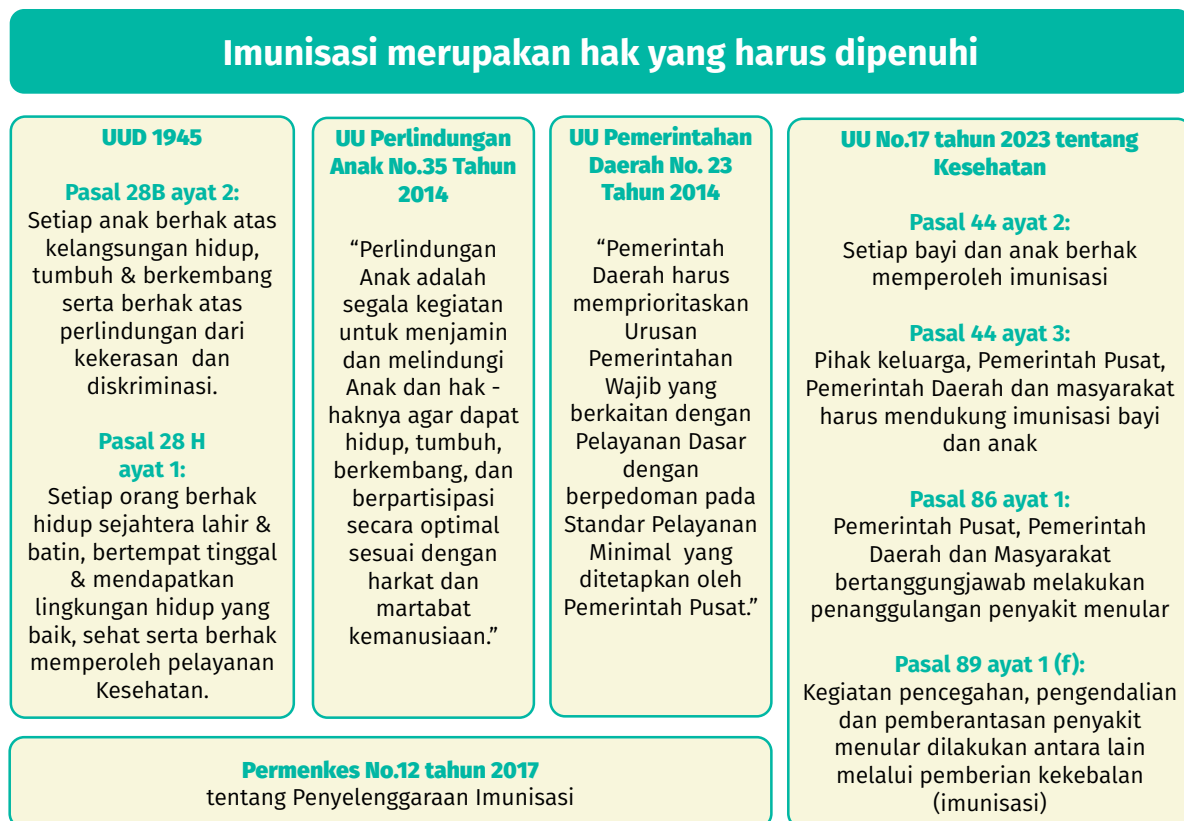 Imunisasi merupakan hak yang harus dipenuhi
UUD 1945
Pasal 28B ayat 2:
Setiap anak berhak atas
kelangsungan hidup,
tumbuh & berkembang
serta berhak atas
perlindungan dari
kekerasan dan
diskriminasi.
Pasal 28 H
ayat 1:
Setiap orang berhak
hidup sejahtera lahir &
batin, bertempat tinggal
& mendapatkan
lingkungan hidup yang
baik, sehat serta berhak
memperoleh pelayanan
Kesehatan.
UU Perlindungan
Anak No.35 Tahun
2014
“Perlindungan
Anak adalah
segala kegiatan
untuk menjamin
dan melindungi
Anak dan hak -
haknya agar dapat
hidup, tumbuh,
berkembang, dan
berpartisipasi
secara optimal
sesuai dengan
harkat dan
martabat
kemanusiaan.”
UU Pemerintahan
Daerah No. 23
Tahun 2014
“Pemerintah
Daerah harus
memprioritaskan
Urusan
Pemerintahan
Wajib yang
berkaitan dengan
Pelayanan Dasar
dengan
berpedoman pada
Standar Pelayanan
Minimal yang
ditetapkan oleh
Pemerintah Pusat.”
UU No.17 tahun 2023 tentang
Kesehatan
Pasal 44 ayat 2:
Setiap bayi dan anak berhak
memperoleh imunisasi
Pasal 44 ayat 3:
Pihak keluarga, Pemerintah Pusat,
Pemerintah Daerah dan masyarakat
harus mendukung imunisasi bayi
dan anak
Pasal 86 ayat 1:
Pemerintah Pusat, Pemerintah
Daerah dan Masyarakat
bertanggungjawab melakukan
penanggulangan penyakit menular
Pasal 89 ayat 1 (f):
Kegiatan pencegahan, pengendalian
dan pemberantasan penyakit
menular dilakukan antara lain
melalui pemberian kekebalan
(imunisasi)
Permenkes No.12 tahun 2017
tentang Penyelenggaraan Imunisasi